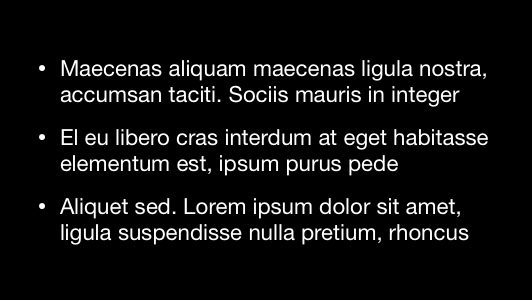 • Maecenas aliquam maecenas ligula nostra,
accumsan taciti. Sociis mauris in integer
• El eu libero cras interdum at eget habitasse
elementum est, ipsum purus pede
• Aliquet sed. Lorem ipsum dolor sit amet,
ligula suspendisse nulla pretium, rhoncus